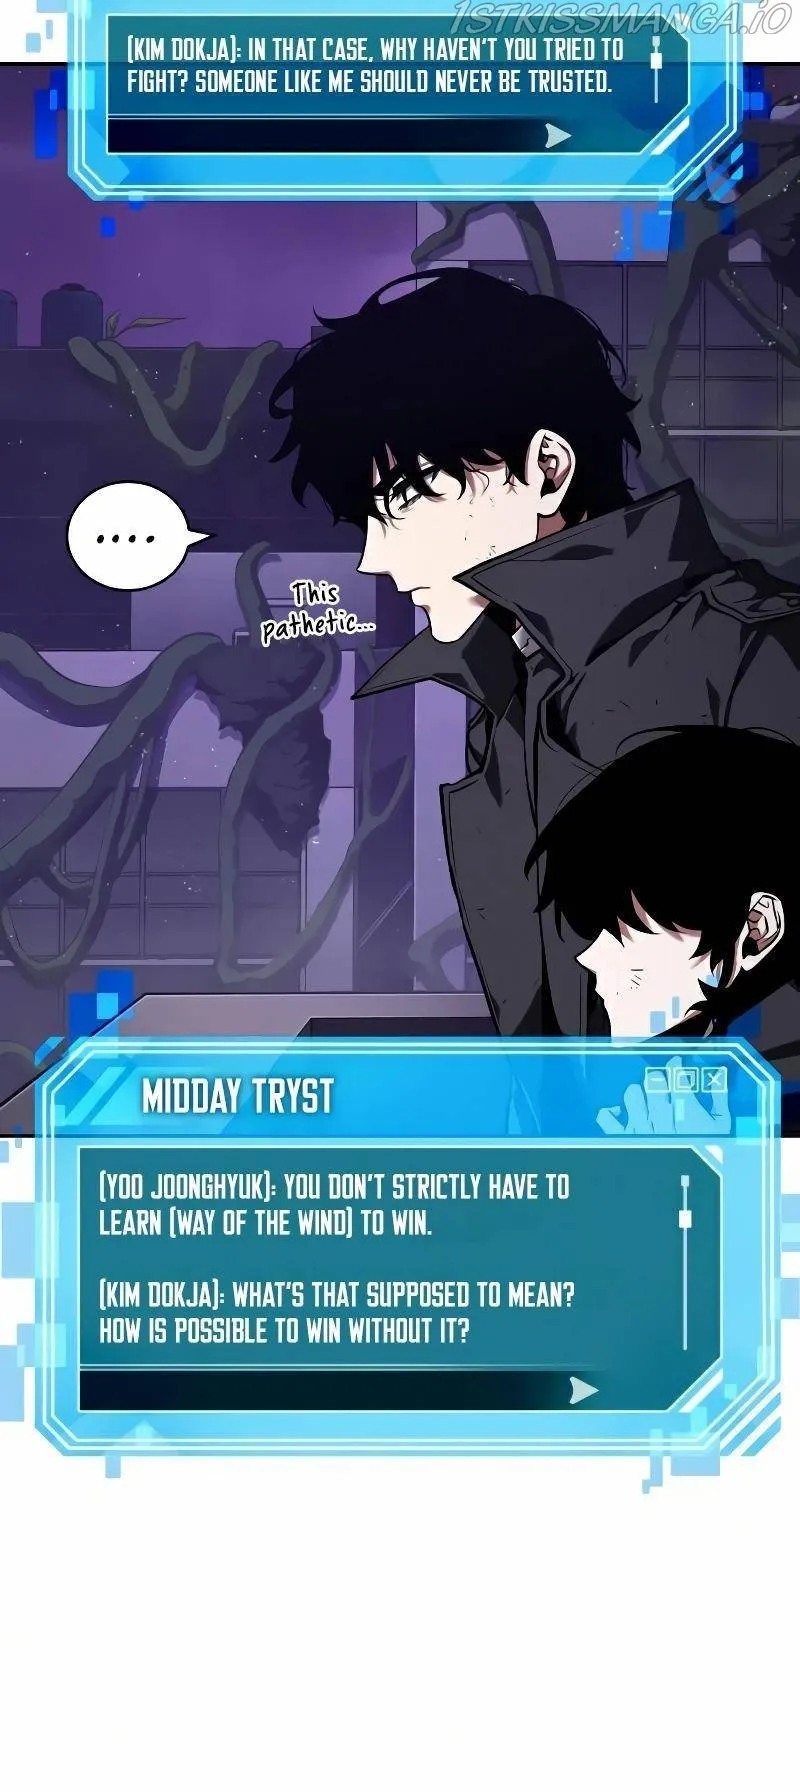 1STKISSMANGA.iO
(KIM DOKJA): IN THAT CASE, WHY HAVEN'T YOU TRIED TO
FIGHT? SOMEONE LIKE ME SHOULD NEVER BE TRUSTED.
....
This
pathetic...
MIDDAY TRYST
(YOO JOONGHYUK): YOU DON'T STRICTLY HAVE TO
LEARN (WAY OF THE WIND) TO WIN.
(KIM DOKJA): WHAT'S THAT SUPPOSED TO MEAN?
HOW IS POSSIBLE TO WIN WITHOUT IT?